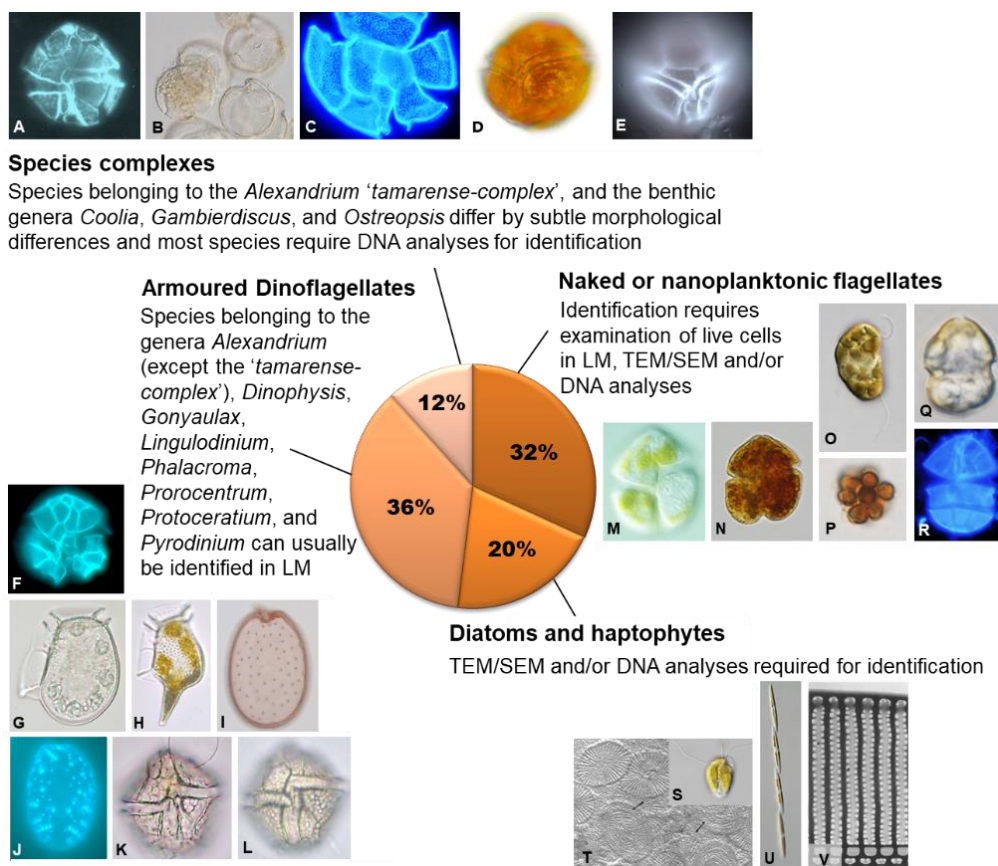 A
B
C
D
E
Species complexes
Species belonging to the Alexandrium ‘tamarense-complex’, and the benthic
genera Coolia, Gambierdiscus, and Ostreopsis differ by subtle morphological
differences and most species require DNA analyses for identification
Armoured Dinoflagellates
Species belonging to the
genera Alexandrium
(except the ‘tamarense-
complex’), Dinophysis,
Gonyaulax,
Lingulodinium,
Phalacroma,
Prorocentrum,
Protoceratium, and
Pyrodinium can usually
be identified in LM
Naked or nanoplanktonic flagellates
Identification requires
examination of live cells
in LM, TEM/SEM and/or
DNA analyses
12%
32%
36%
20%
O
Q
M
N
P
R
F
G
H
I
J
K
L
Diatoms and haptophytes
TEM/SEM and/or DNA analyses required for identification
S
T
U
V